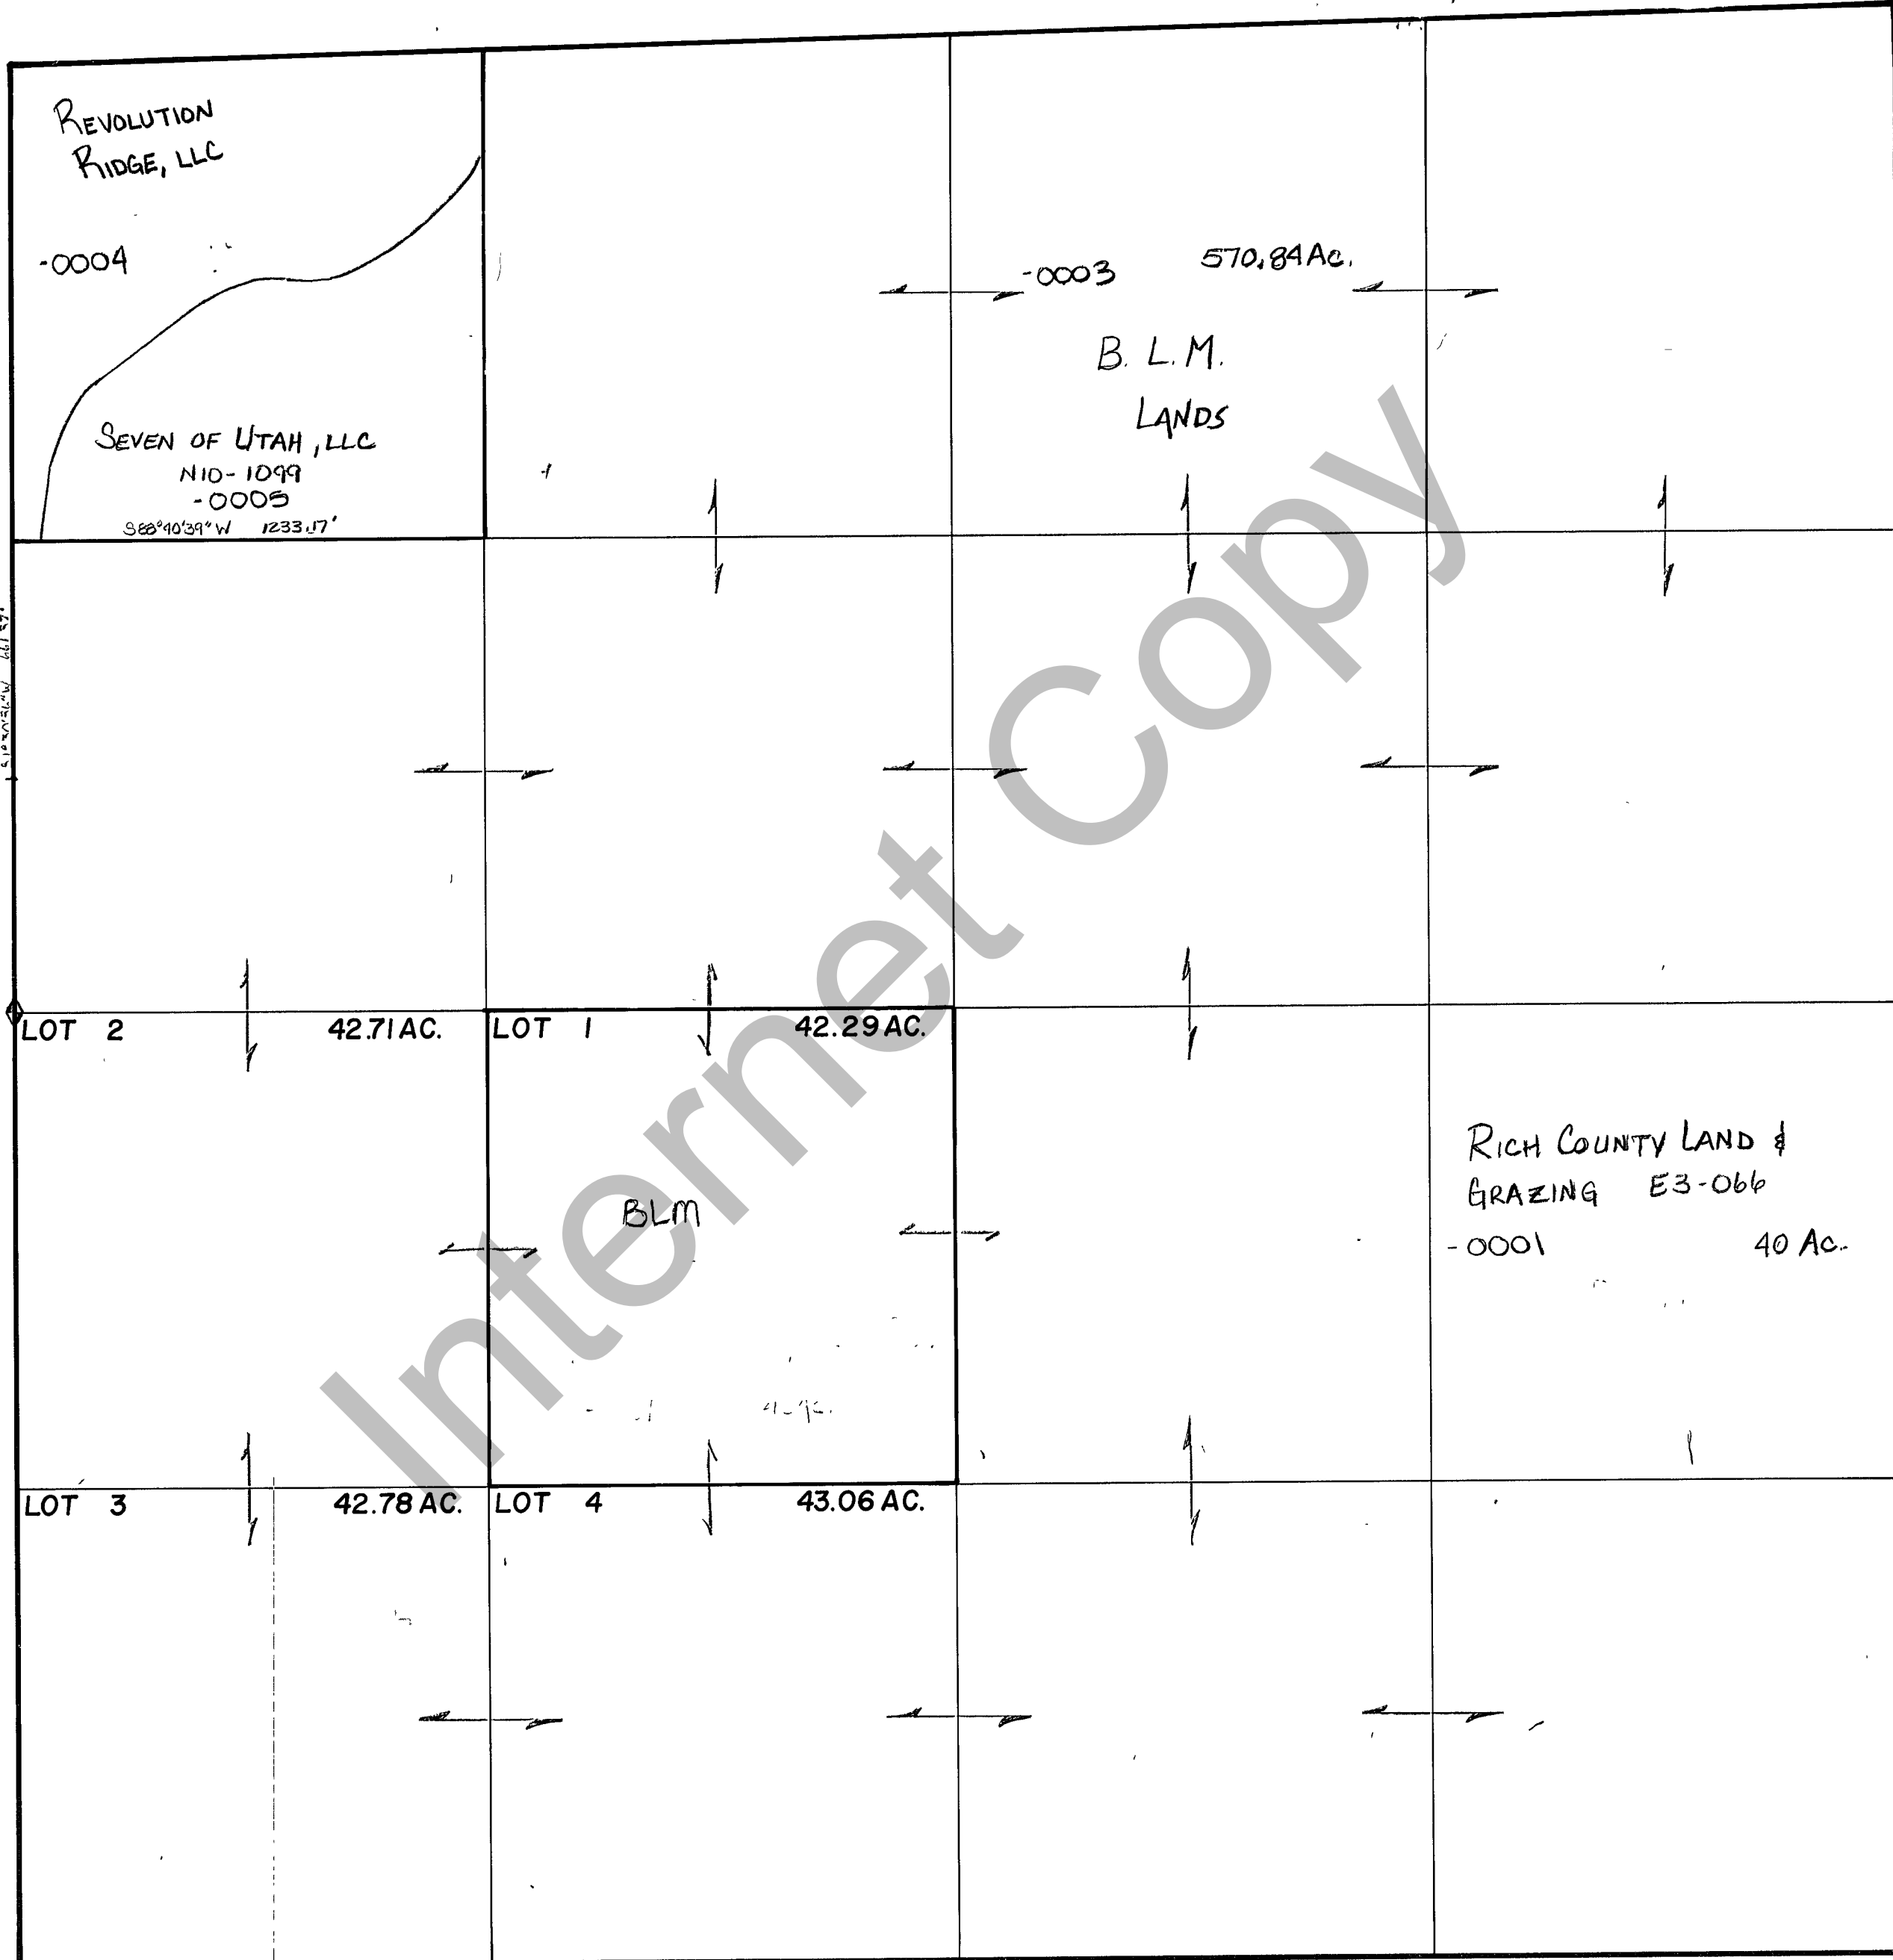 REVOLUTION
RIDGE, LLC
-0004
SEVEN OF UTAH, LLC
N10-1099
-0005
S88°40'39"W 1233.17'
-0003 570.84 AC.
B. L. M.
LANDS
LOT 2 42.71 AC.
LOT 1 42.29 AC.
BLM
RICH COUNTY LAND &
GRAZING E3-066
-0001 40 AC.
LOT 3 42.78 AC.
LOT 4 43.06 AC.
Internet Copy